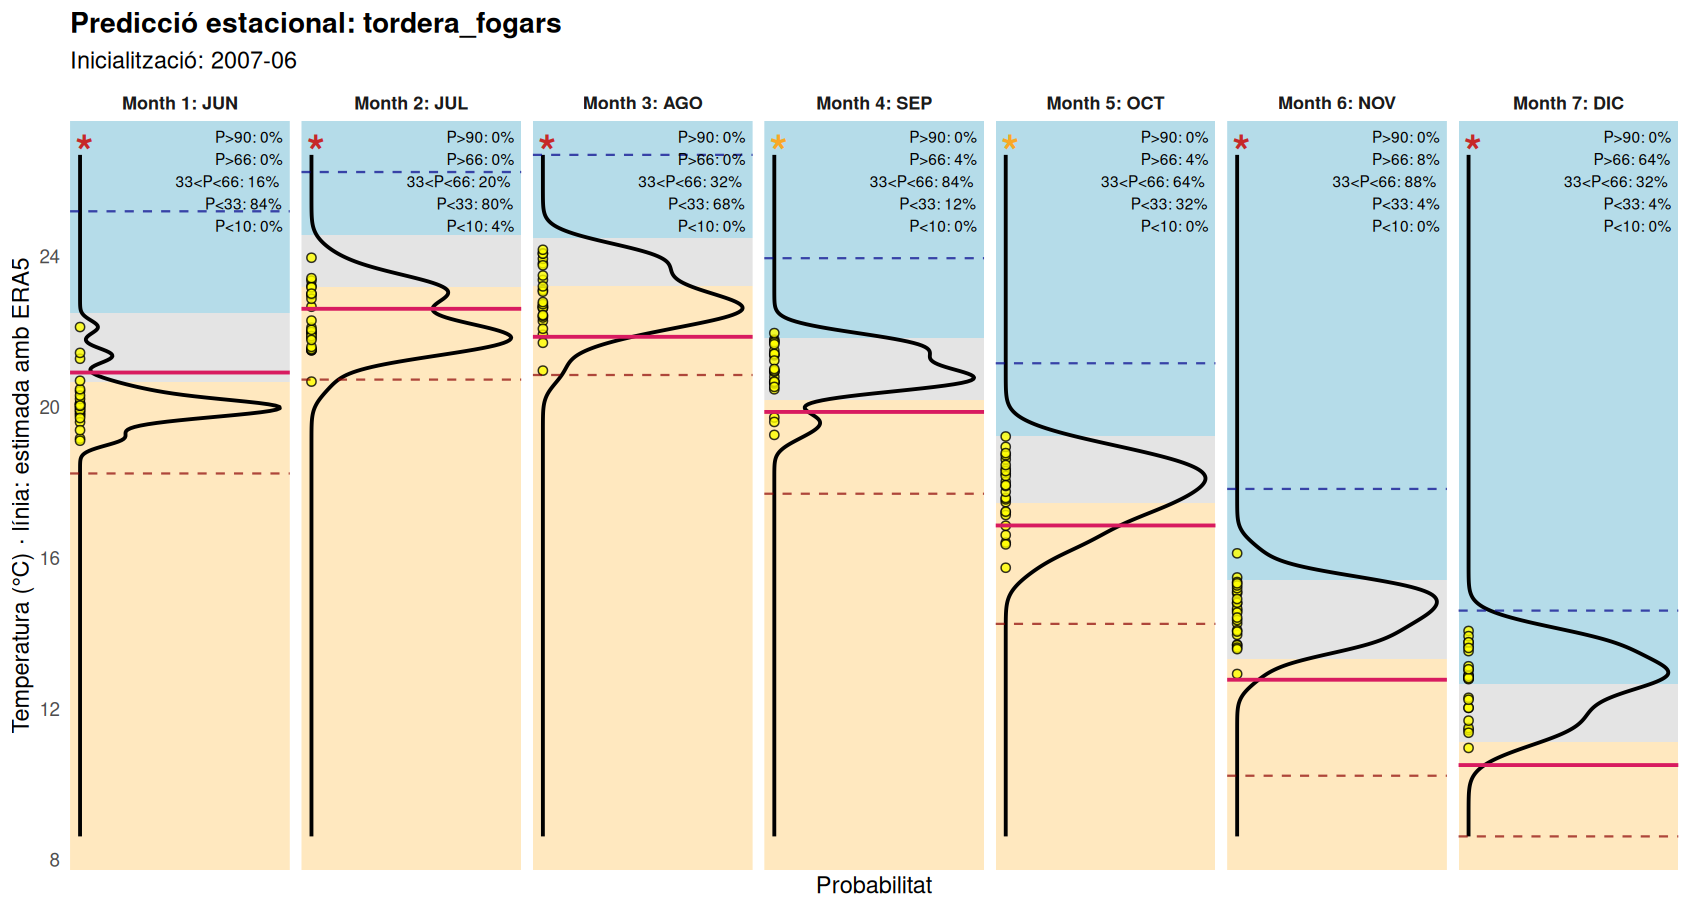 Predicció estacional: tordera_fogars
Inicialització: 2007-06
Month 1: JUN
Month 2: JUL
Month 3: AGO
Month 4: SEP
Month 5: OCT
Month 6: NOV
Month 7: DIC
*
P>90: 0%
P>66: 0%
33<P<66: 16%
P<33: 84%
P<10: 0%
*
P>90: 0%
P>66: 0%
33<P<66: 20%
P<33: 80%
P<10: 4%
*
P>90: 0%
P>66: 0%
33<P<66: 32%
P<33: 68%
P<10: 0%
*
P>90: 0%
P>66: 4%
33<P<66: 84%
P<33: 12%
P<10: 0%
*
P>90: 0%
P>66: 4%
33<P<66: 64%
P<33: 32%
P<10: 0%
*
P>90: 0%
P>66: 8%
33<P<66: 88%
P<33: 4%
P<10: 0%
*
P>90: 0%
P>66: 64%
33<P<66: 32%
P<33: 4%
P<10: 0%
Temperatura (°C) · línia: estimada amb ERA5
24
20
16
12
8
Probabilitat